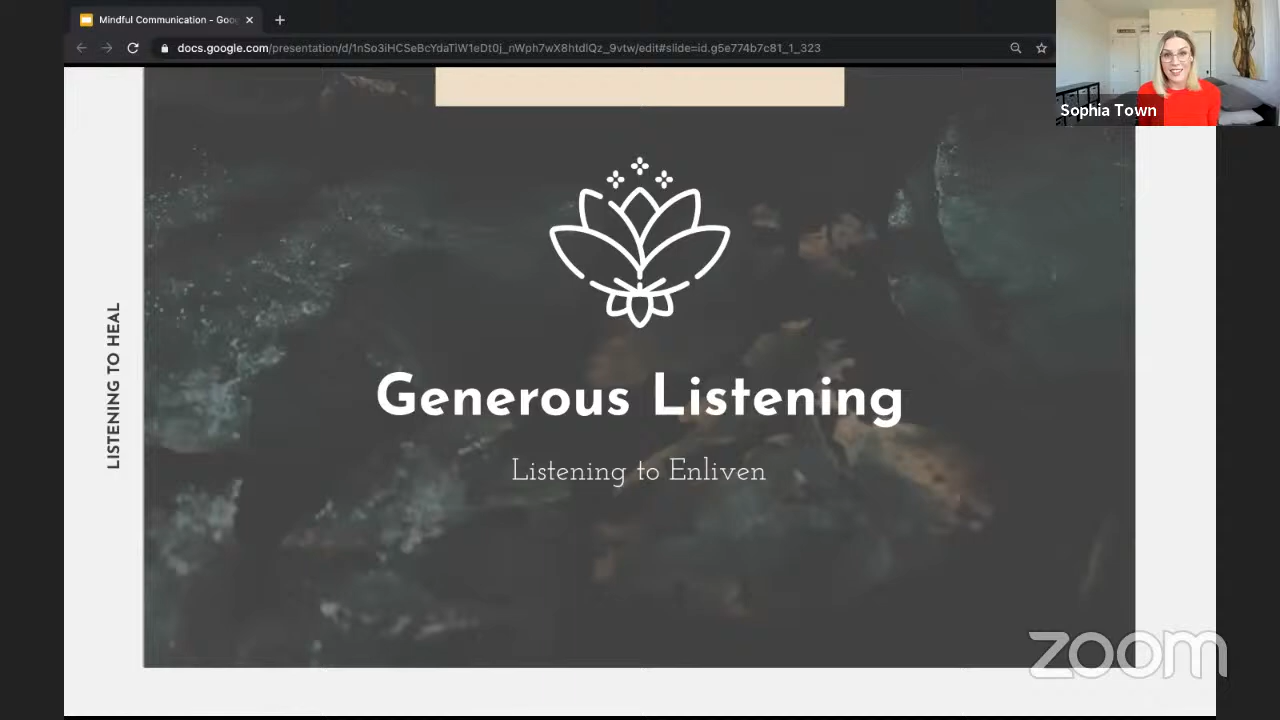 Mindful Communication - Goo
docs.google.com/presentation/d/1nSo3iHCSeBcYdaTiW1eDt0j_nWph7wX8htdlQz_9vtw/edit#slide=id.g5e774b7c81_1_323
Sophia Town
LISTENING TO HEAL
Generous Listening
Listening to Enliven
zoom